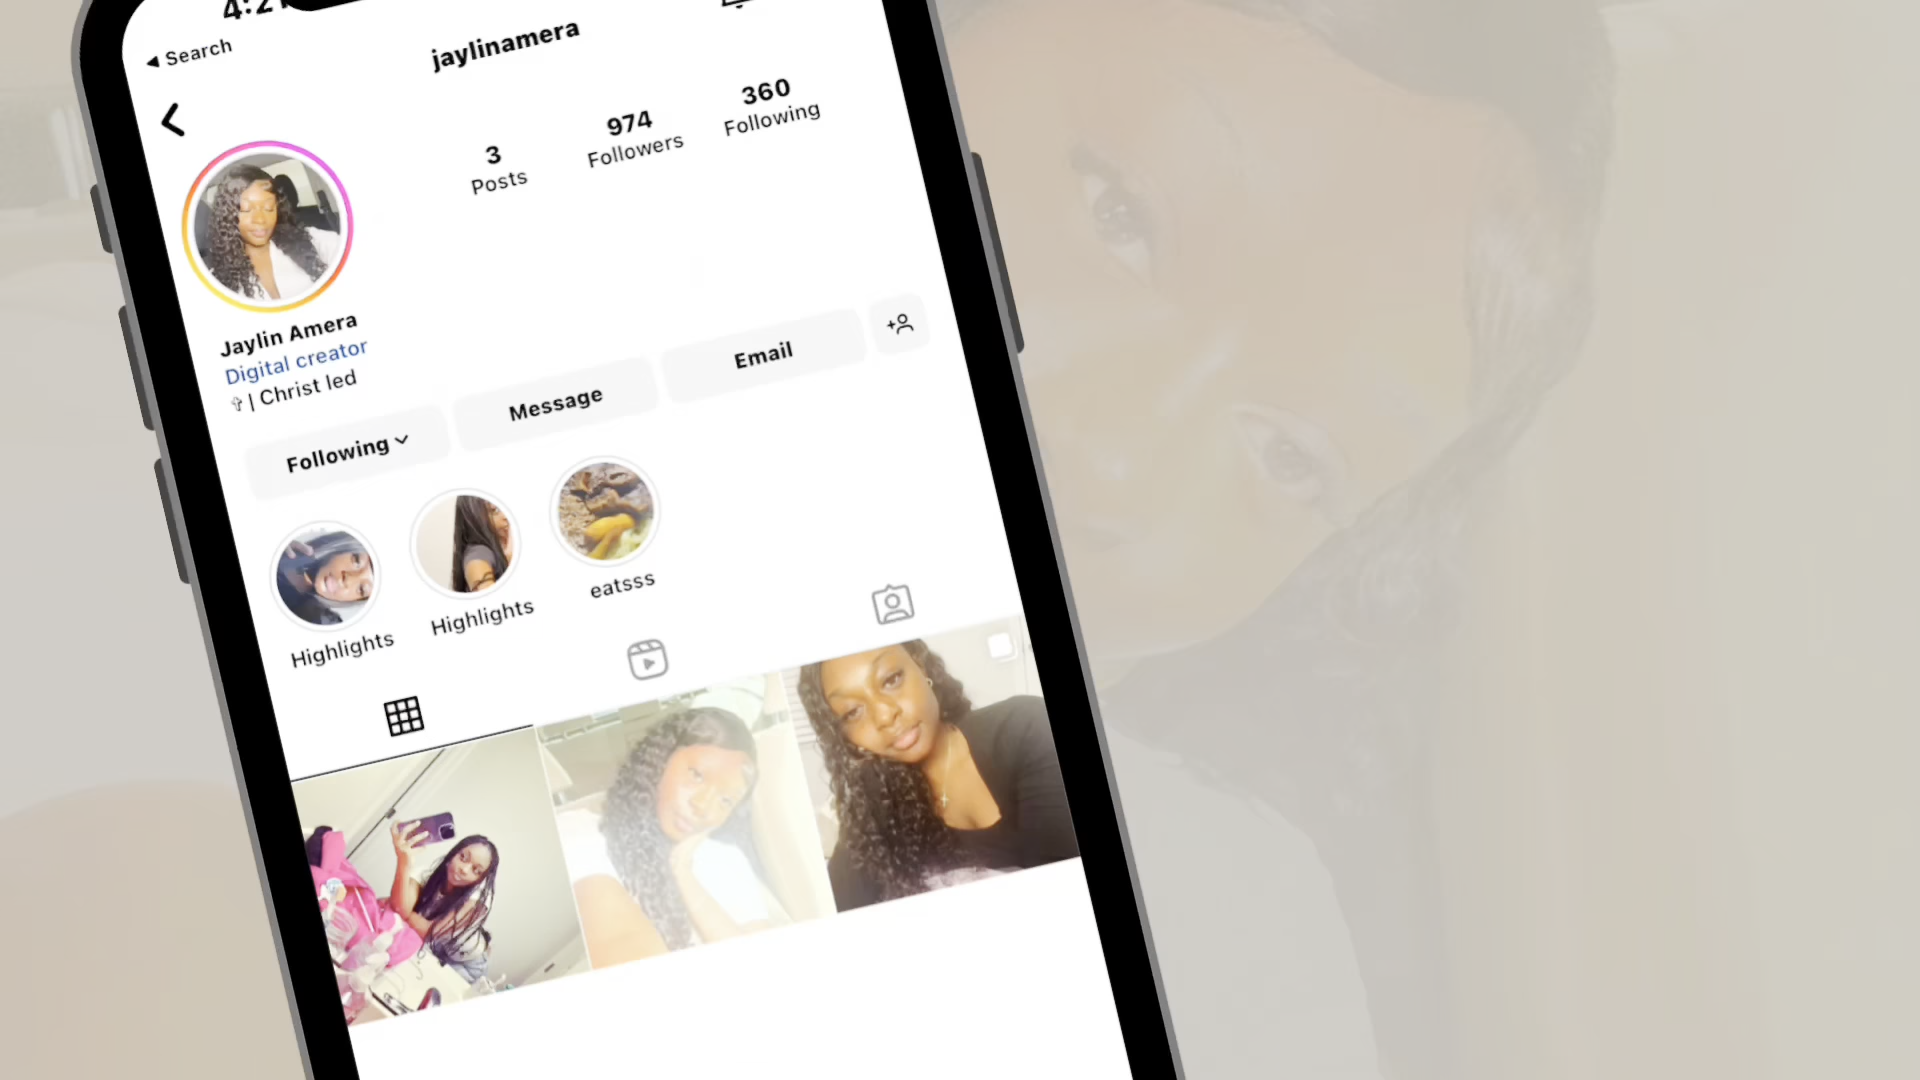 Search
jaylinamera
3
Posts
974
Followers
360
Following
Jaylin Amera
Digital creator
✞ | Christ led
Following
Message
Email
Highlights
Highlights
eatsss